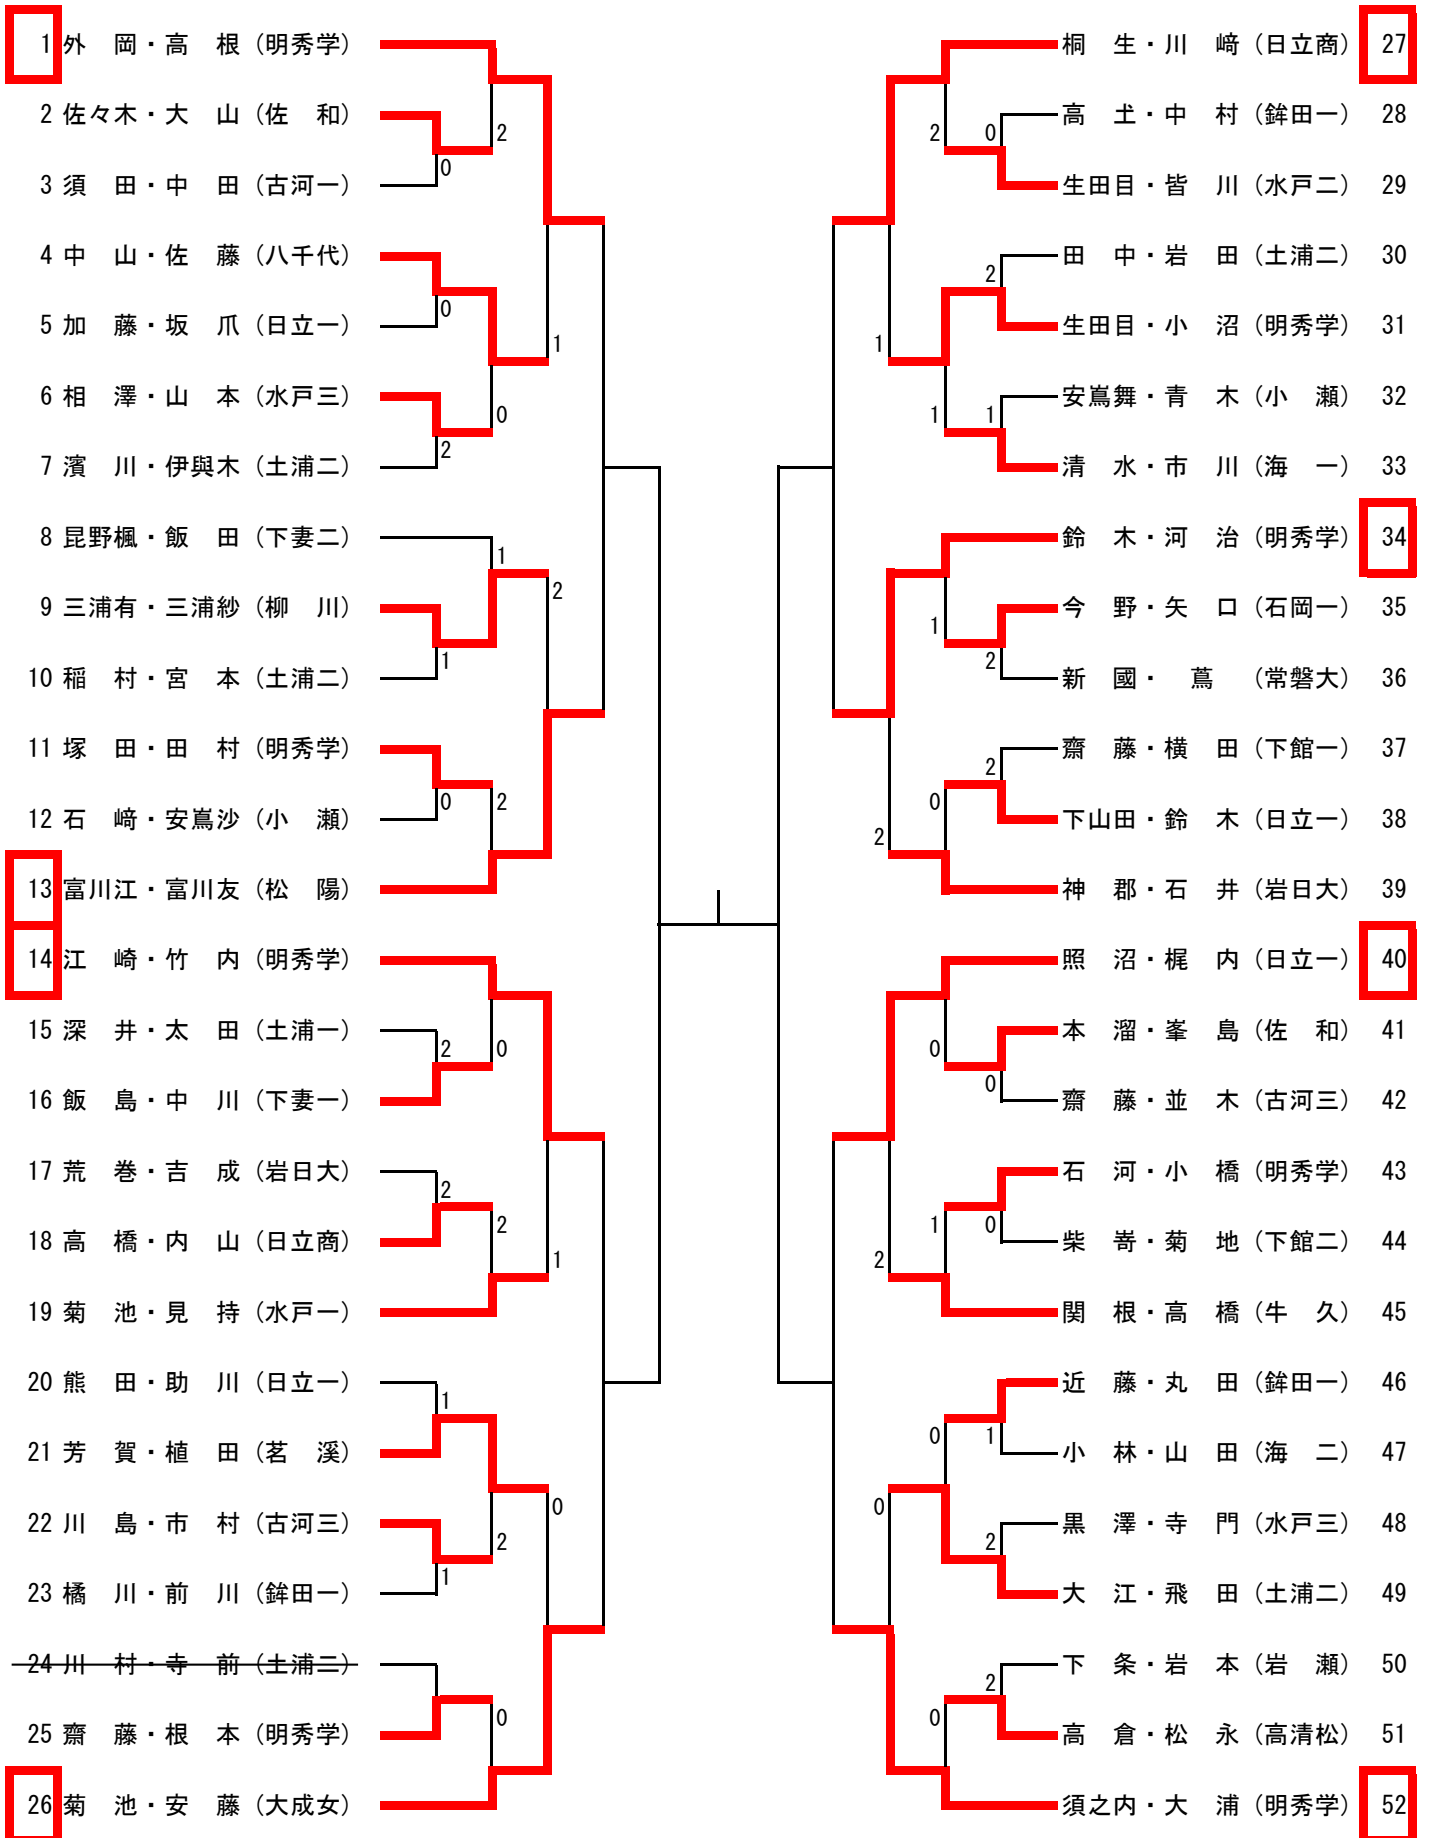 1 外　岡・高　根（明秀学）
2 佐々木・大　山（佐　和）
3 須　田・中　田（古河一）
4 中　山・佐　藤（八千代）
5 加　藤・坂　爪（日立一）
6 相　澤・山　本（水戸三）
7 濱　川・伊與木（土浦二）
8 昆野楓・飯　田（下妻二）
9 三浦有・三浦紗（柳　川）
10 稲　村・宮　本（土浦二）
11 塚　田・田　村（明秀学）
12 石　﨑・安嶌沙（小　瀬）
13 富川江・富川友（松　陽）
14 江　崎・竹　内（明秀学）
15 深　井・太　田（土浦一）
16 飯　島・中　川（下妻一）
17 荒　巻・吉　成（岩日大）
18 高　橋・内　山（日立商）
19 菊　池・見　持（水戸一）
20 熊　田・助　川（日立一）
21 芳　賀・植　田（茗　溪）
22 川　島・市　村（古河三）
23 橘　川・前　川（鉾田一）
24 川　村・寺　前（土浦二）
25 齋　藤・根　本（明秀学）
26 菊　池・安　藤（大成女）
2
0
0
1
0
2
1
2
1
0
2
2
0
2
2
1
1
0
2
1
0
桐　生・川　﨑（日立商） 27
高　𡈽・中　村（鉾田一） 28
生田目・皆　川（水戸二） 29
田　中・岩　田（土浦二） 30
生田目・小　沼（明秀学） 31
安嶌舞・青　木（小　瀬） 32
清　水・市　川（海　一） 33
鈴　木・河　治（明秀学） 34
今　野・矢　口（石岡一） 35
新　國・　蔦　（常磐大） 36
齋　藤・横　田（下館一） 37
下山田・鈴　木（日立一） 38
神　郡・石　井（岩日大） 39
照　沼・梶　内（日立一） 40
本　溜・峯　島（佐　和） 41
齋　藤・並　木（古河三） 42
石　河・小　橋（明秀学） 43
柴　嵜・菊　地（下館二） 44
関　根・高　橋（牛　久） 45
近　藤・丸　田（鉾田一） 46
小　林・山　田（海　二） 47
黒　澤・寺　門（水戸三） 48
大　江・飛　田（土浦二） 49
下　条・岩　本（岩　瀬） 50
高　倉・松　永（高清松） 51
須之内・大　浦（明秀学） 52
2
0
2
1
1
1
1
2
2
0
2
0
0
1
0
2
0
1
0
2
2
0